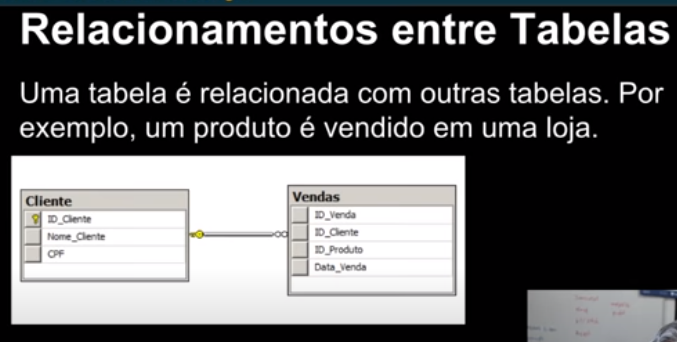 Relacionamentos entre Tabelas
Uma tabela é relacionada com outras tabelas. Por
exemplo, um produto é vendido em uma loja.
Cliente
ID_Cliente
Nome_Cliente
CPF
Vendas
ID_Venda
ID_Cliente
ID_Produto
Data_Venda